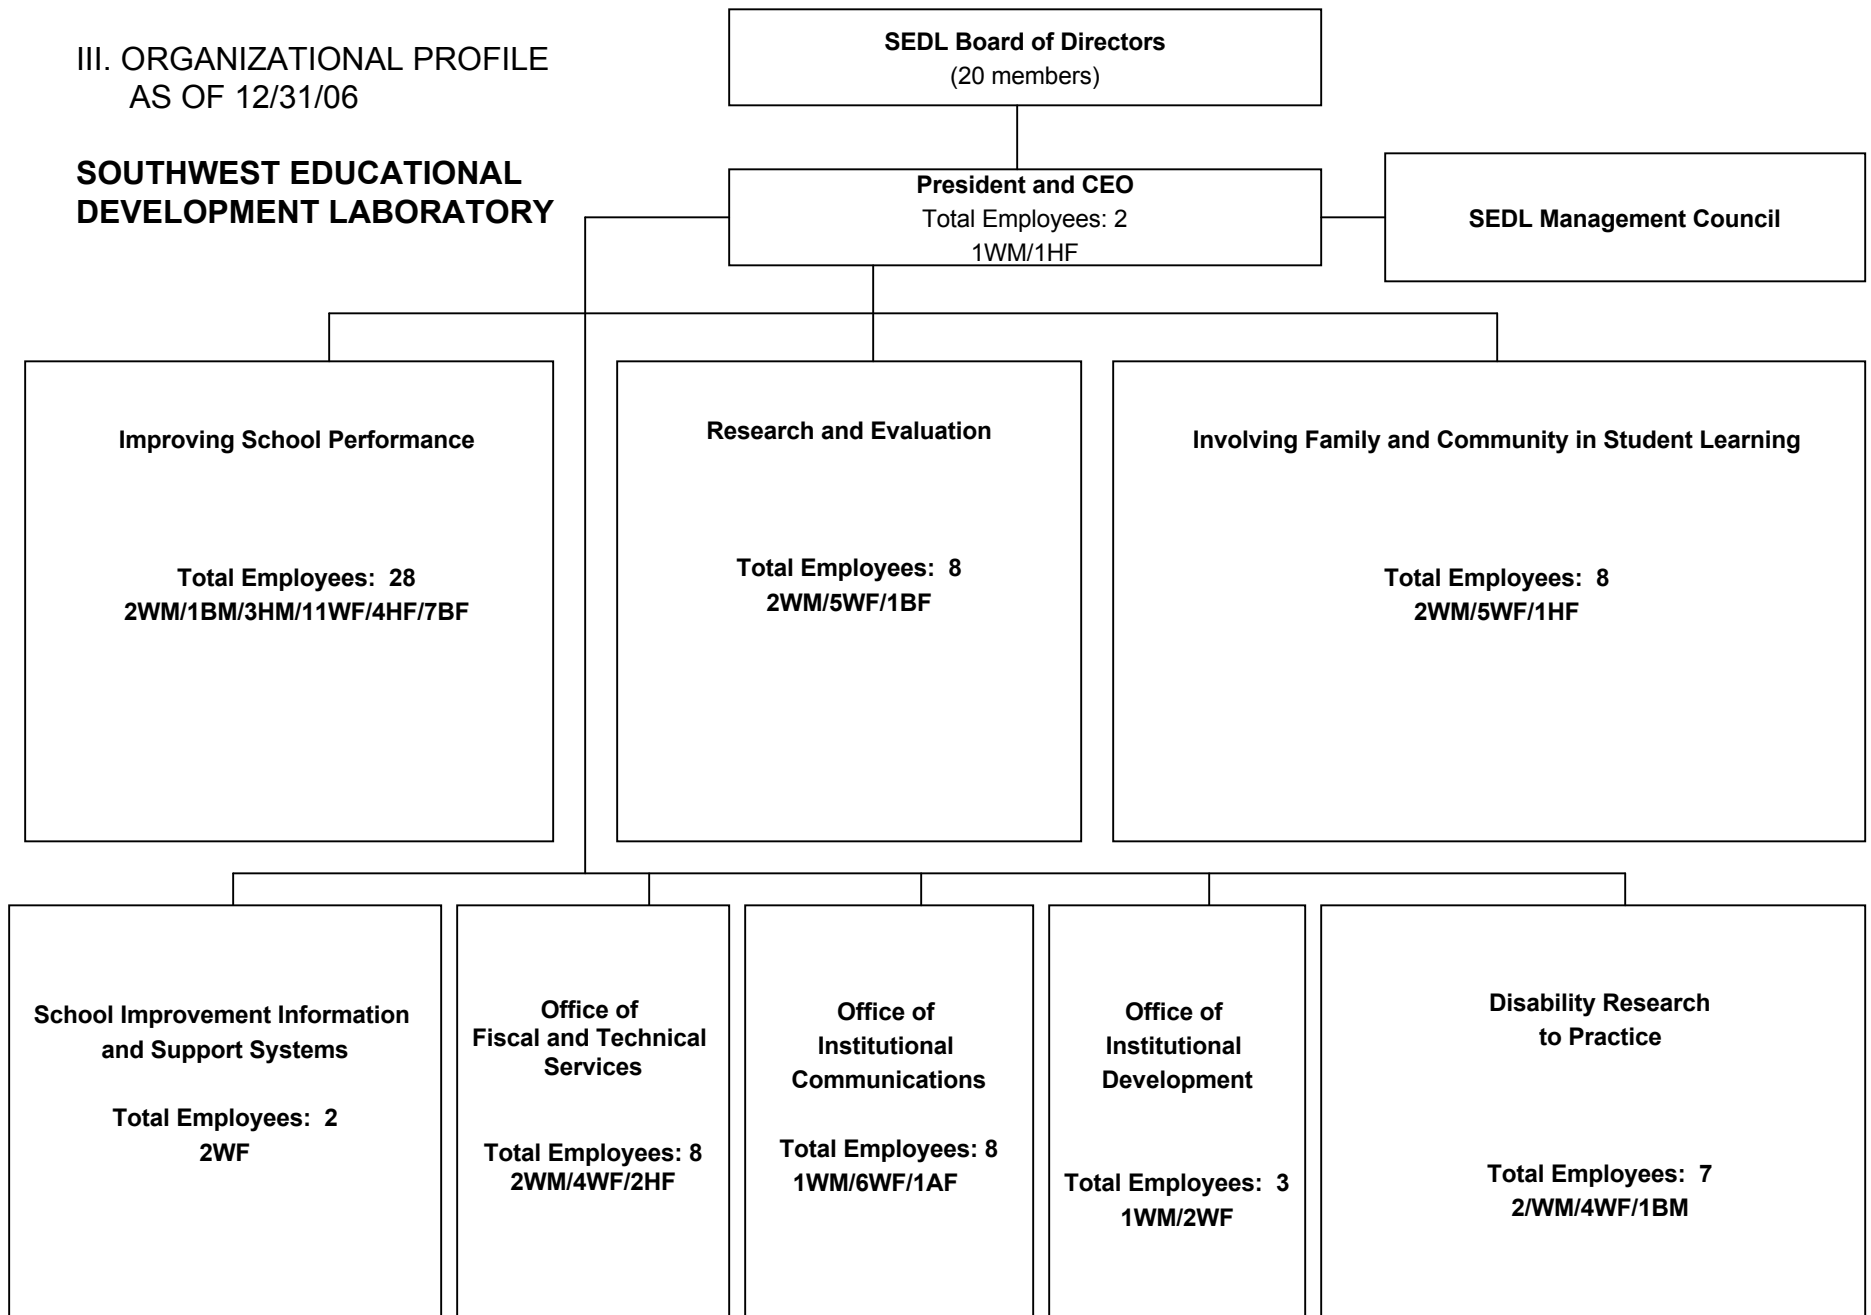 III. ORGANIZATIONAL PROFILE
AS OF 12/31/06
SOUTHWEST EDUCATIONAL
DEVELOPMENT LABORATORY
SEDL Board of Directors
(20 members)
President and CEO
Total Employees: 2
1WM/1HF
SEDL Management Council
Improving School Performance
Total Employees: 28
2WM/1BM/3HM/11WF/4HF/7BF
Research and Evaluation
Total Employees: 8
2WM/5WF/1BF
Involving Family and Community in Student Learning
Total Employees: 8
2WM/5WF/1HF
School Improvement Information
and Support Systems
Total Employees: 2
2WF
Office of
Fiscal and Technical
Services
Total Employees: 8
2WM/4WF/2HF
Office of
Institutional
Communications
Total Employees: 8
1WM/6WF/1AF
Office of
Institutional
Development
Total Employees: 3
1WM/2WF
Disability Research
to Practice
Total Employees: 7
2/WM/4WF/1BM